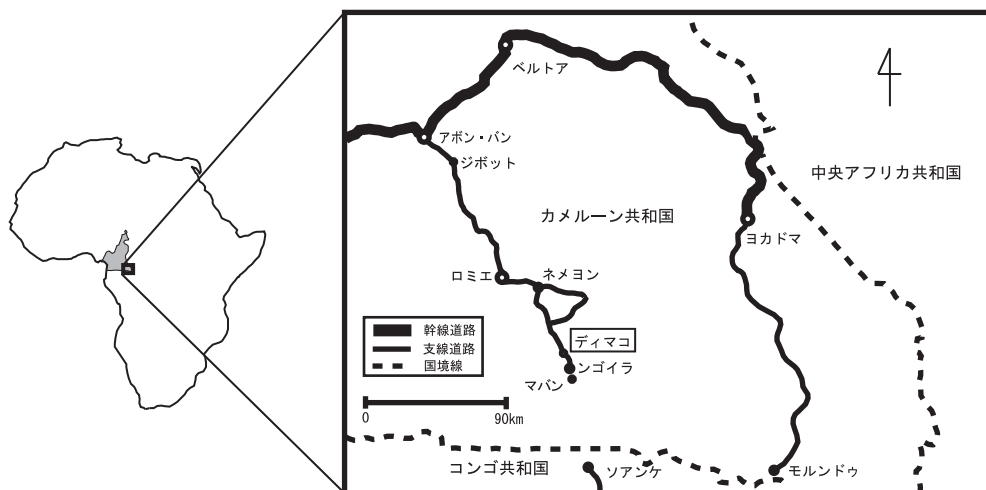 ベルトア
アボン・バン
ジボット
中央アフリカ共和国
カメルーン共和国
ヨカドマ
ロミエ
ネメヨン
幹線道路
支線道路
国境線
ディマコ
ンゴイラ
マバン
0
90km
コンゴ共和国
ソアンケ
モルンドゥ